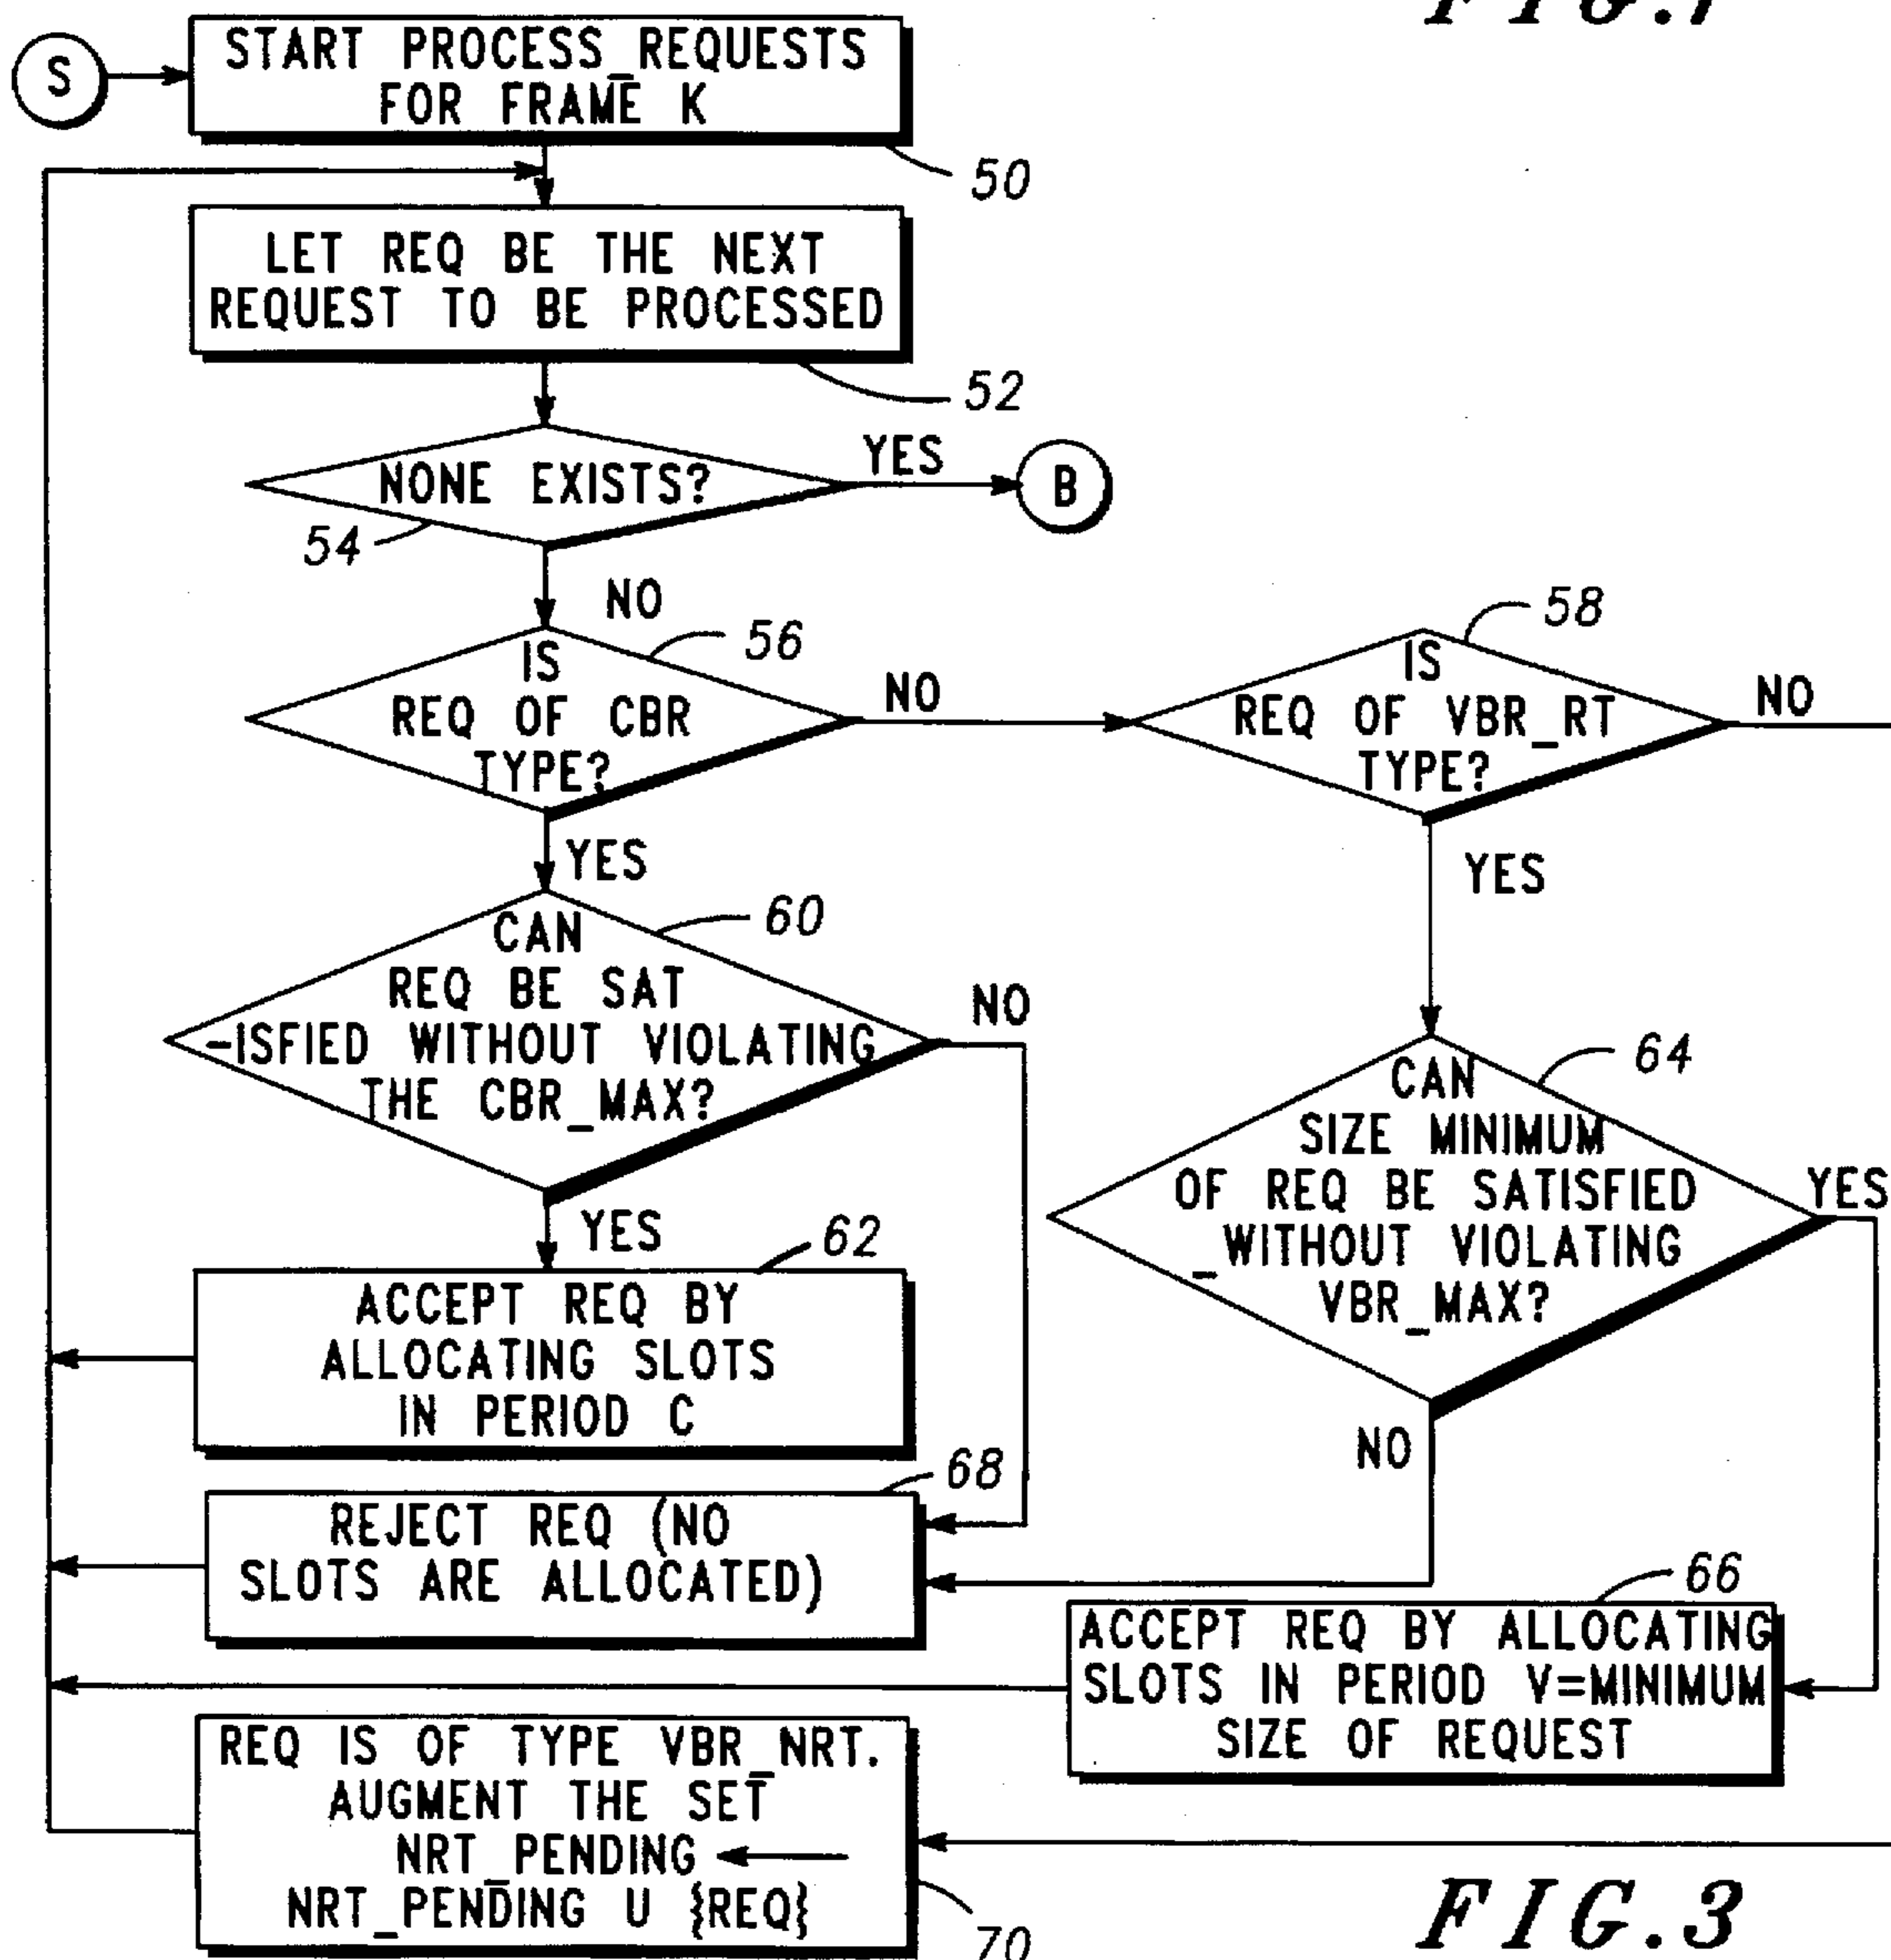 FIG.1
S
START PROCESS_REQUESTS
FOR FRAME K
50
LET REQ BE THE NEXT
REQUEST TO BE PROCESSED
52
NONE EXISTS?
YES
B
54
NO
IS
REQ OF CBR
TYPE?
56
NO
IS
REQ OF VBR_RT
TYPE?
58
NO
YES
YES
CAN
REQ BE SAT
-ISFIED WITHOUT VIOLATING
THE CBR_MAX?
60
NO
CAN
SIZE MINIMUM
OF REQ BE SATISFIED
_WITHOUT VIOLATING
VBR_MAX?
64
YES
YES
ACCEPT REQ BY
ALLOCATING SLOTS
IN PERIOD C
62
NO
REJECT REQ (NO
SLOTS ARE ALLOCATED)
68
ACCEPT REQ BY ALLOCATING
SLOTS IN PERIOD V=MINIMUM
SIZE OF REQUEST
66
REQ IS OF TYPE VBR_NRT.
AUGMENT THE SET
NRT_PENDING ←
NRT_PENDING U {REQ}
70
FIG.3